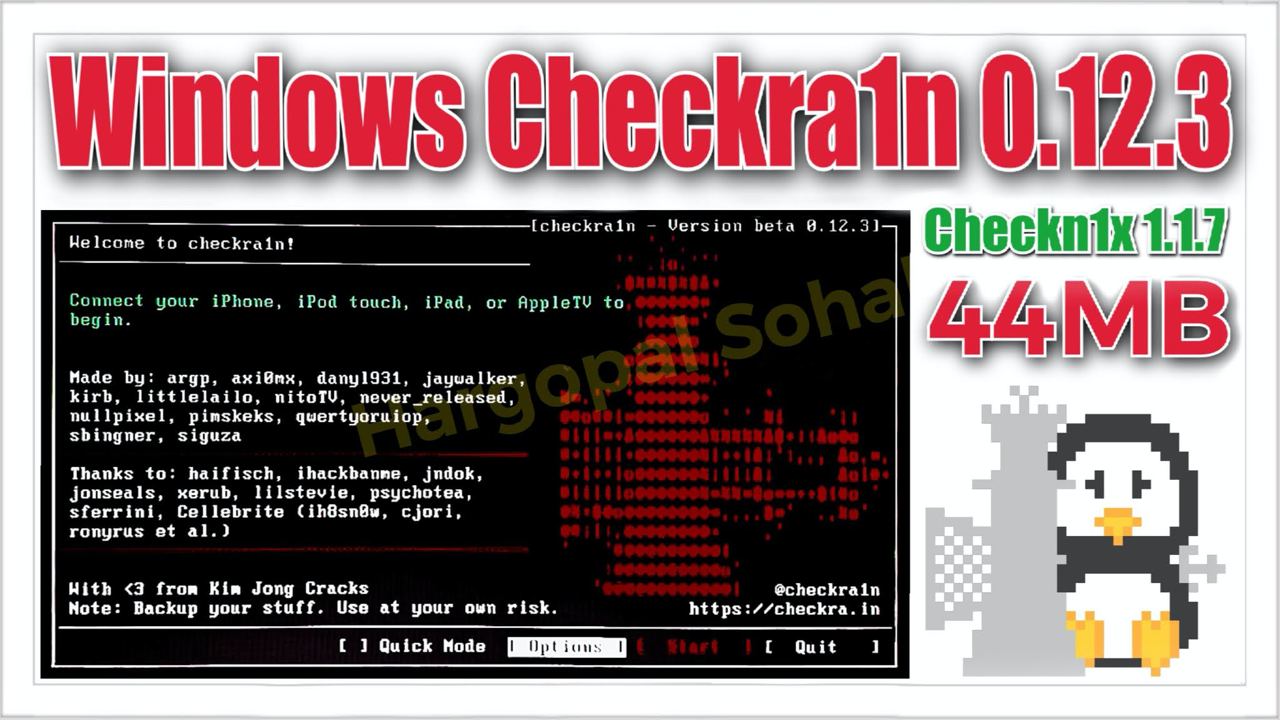 Windows Checkra1n 0.12.3
Checkn1x 1.1.7
44MB
[checkra1n - Version beta 0.12.3]
Welcome to checkra1n!
Connect your iPhone, iPod touch, iPad, or AppleTV to
begin.
Made by: argp, axi0mx, danyl931, jaywalker,
kirb, littlelailo, nitoTV, never_released,
nullpixel, pimskeks, qwertyoruiop,
sbingner, siguza
Thanks to: haifisch, ihackbanme, jndok,
jonseals, xerub, lilstevie, psychotea,
sferrini, Cellebrite (ih8sn0w, cjori,
ronyrus et al.)
With <3 from Kim Jong Cracks
Note: Backup your stuff. Use at your own risk.
@checkra1n
https://checkra.in
[ ] Quick Mode [ Options ] [ Start ] [ Quit ]
Hargopal Sohal